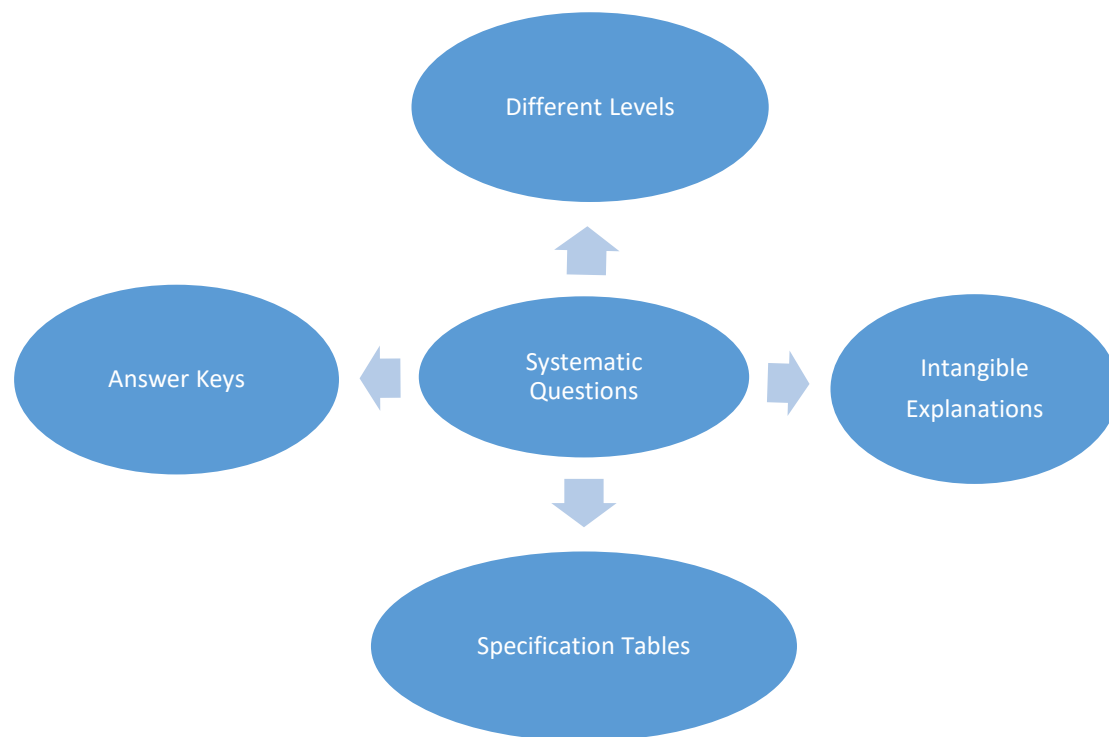 Different Levels
Answer Keys
Systematic
Questions
Intangible
Explanations
Specification Tables